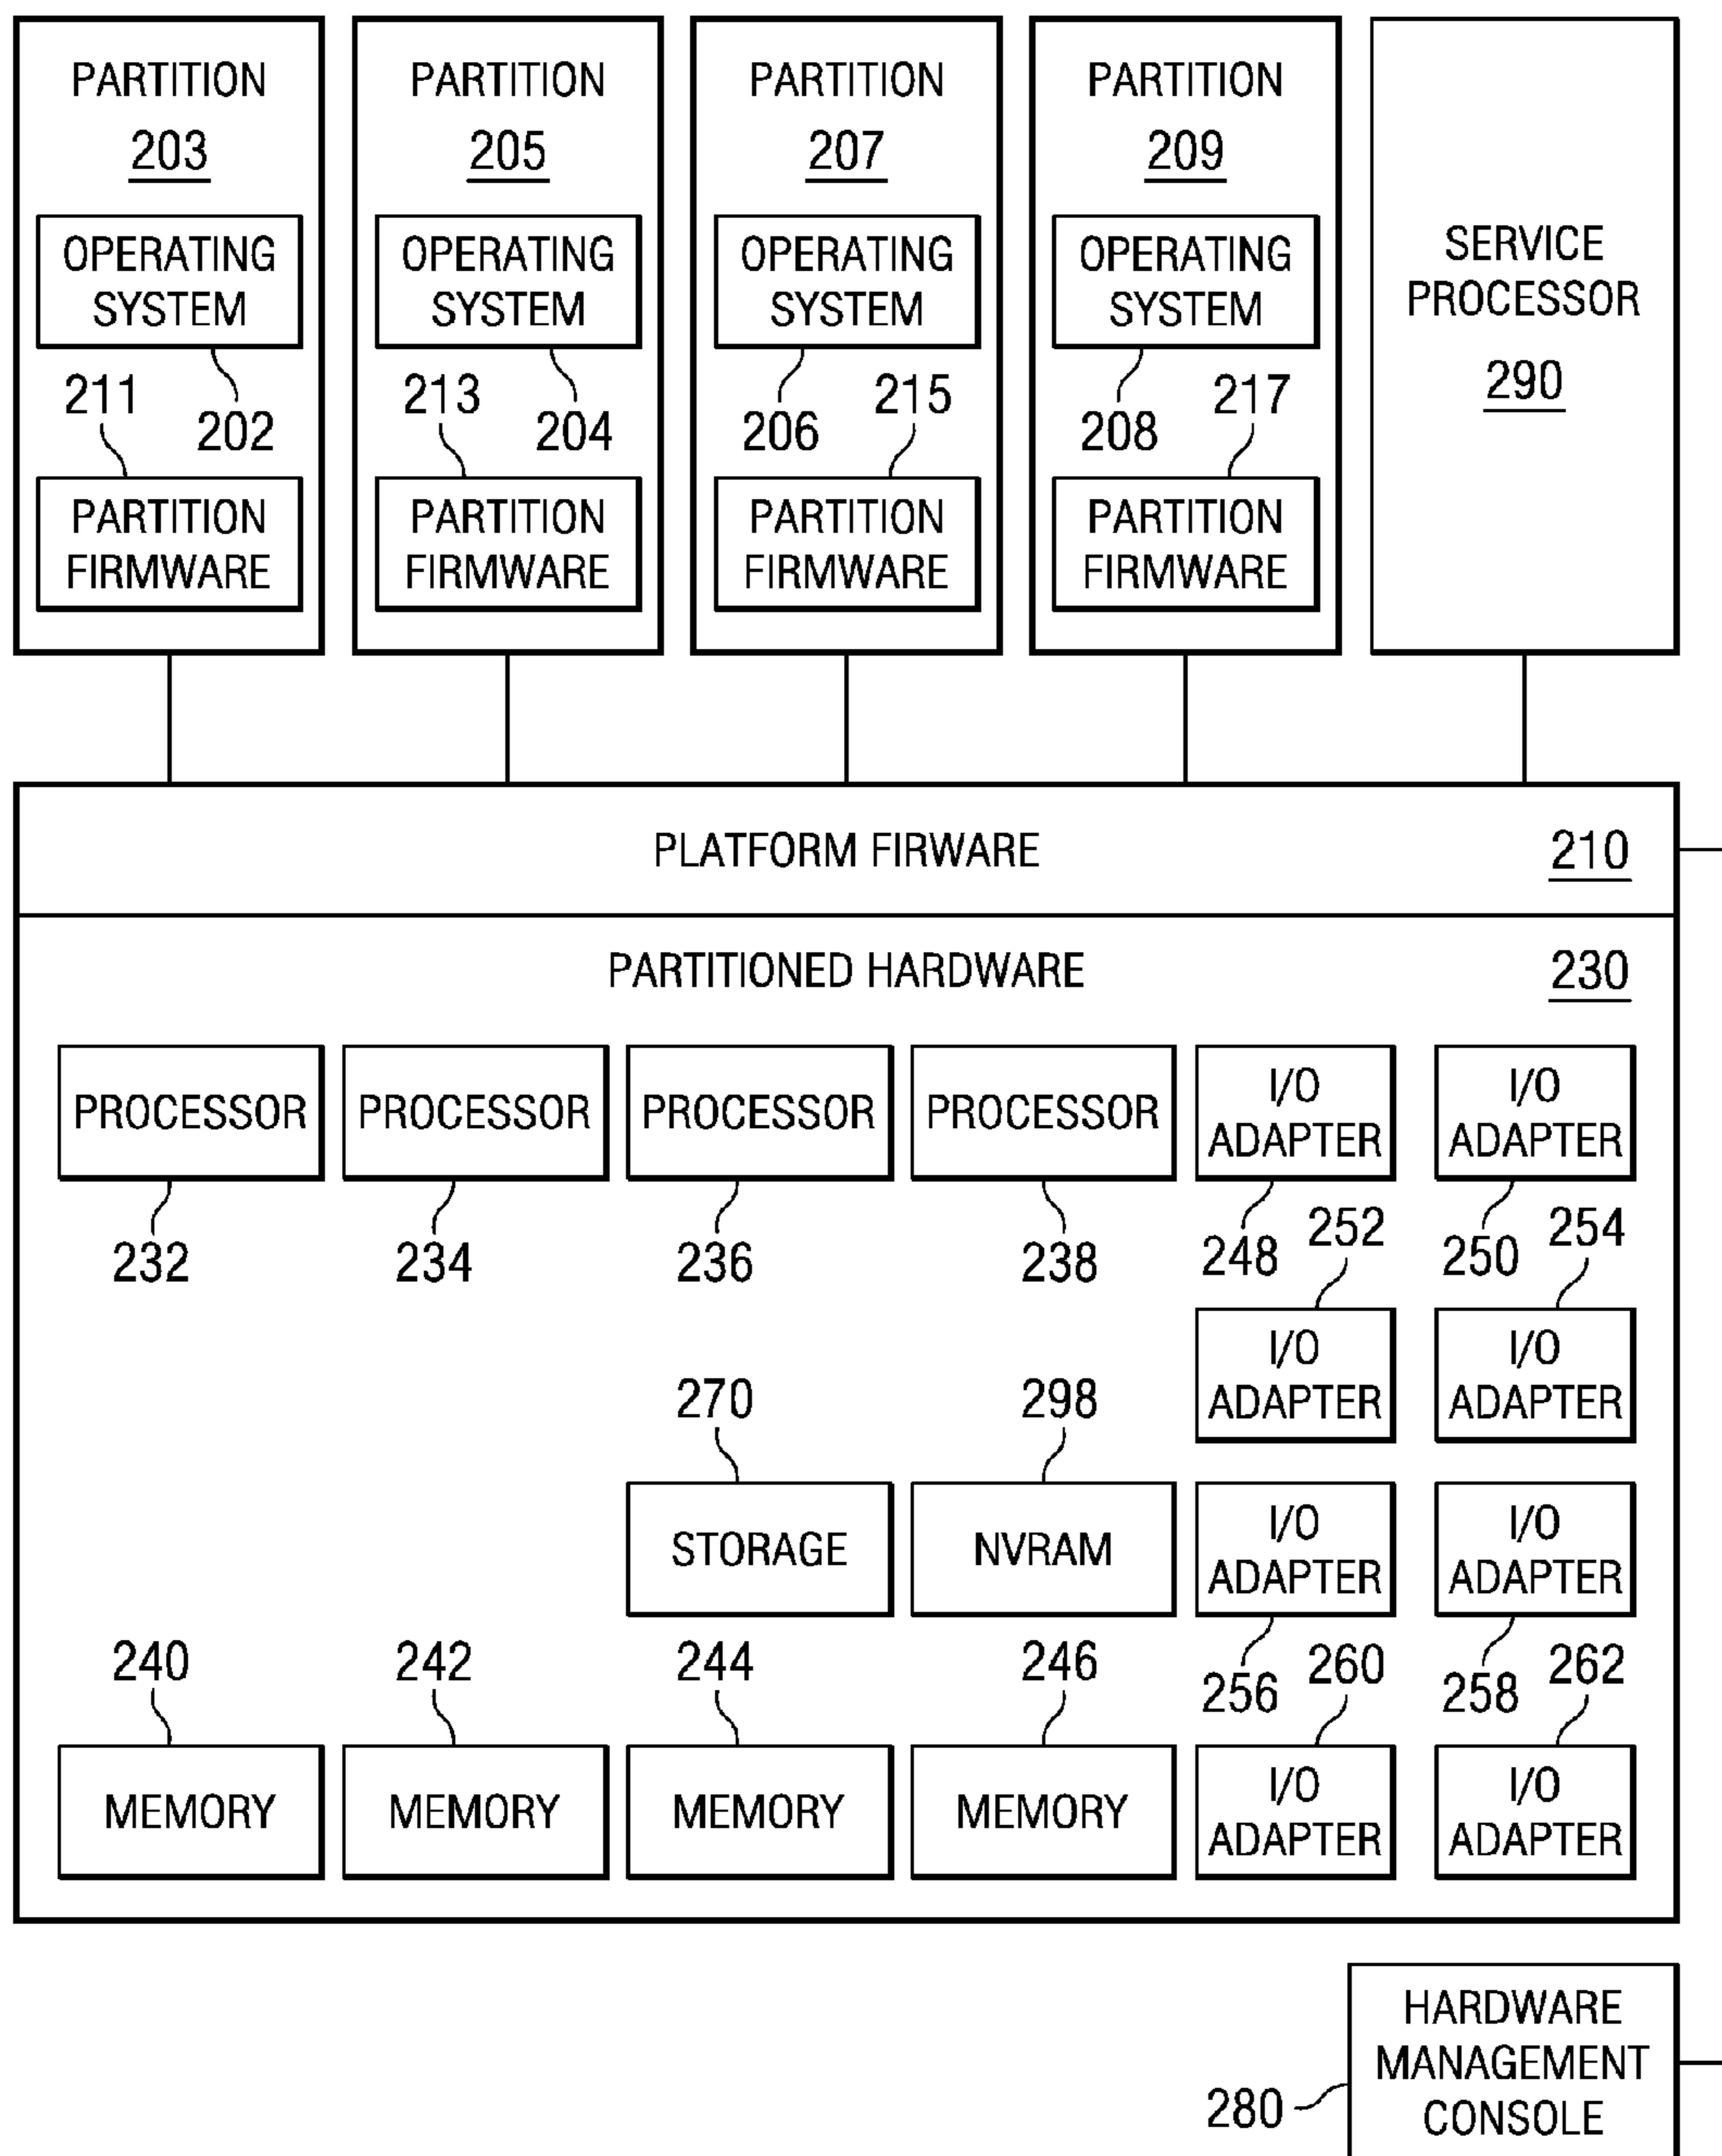 PARTITION
203
OPERATING
SYSTEM
211
202
PARTITION
FIRMWARE
PARTITION
205
OPERATING
SYSTEM
213
204
PARTITION
FIRMWARE
PARTITION
207
OPERATING
SYSTEM
206
215
PARTITION
FIRMWARE
PARTITION
209
OPERATING
SYSTEM
208
217
PARTITION
FIRMWARE
SERVICE
PROCESSOR
290
PLATFORM FIRWARE
210
PARTITIONED HARDWARE
230
PROCESSOR
232
PROCESSOR
234
PROCESSOR
236
PROCESSOR
238
I/O
ADAPTER
248
I/O
ADAPTER
250
252
I/O
ADAPTER
254
I/O
ADAPTER
270
STORAGE
298
NVRAM
I/O
ADAPTER
256
I/O
ADAPTER
258
240
MEMORY
242
MEMORY
244
MEMORY
246
MEMORY
260
I/O
ADAPTER
262
I/O
ADAPTER
280
HARDWARE
MANAGEMENT
CONSOLE